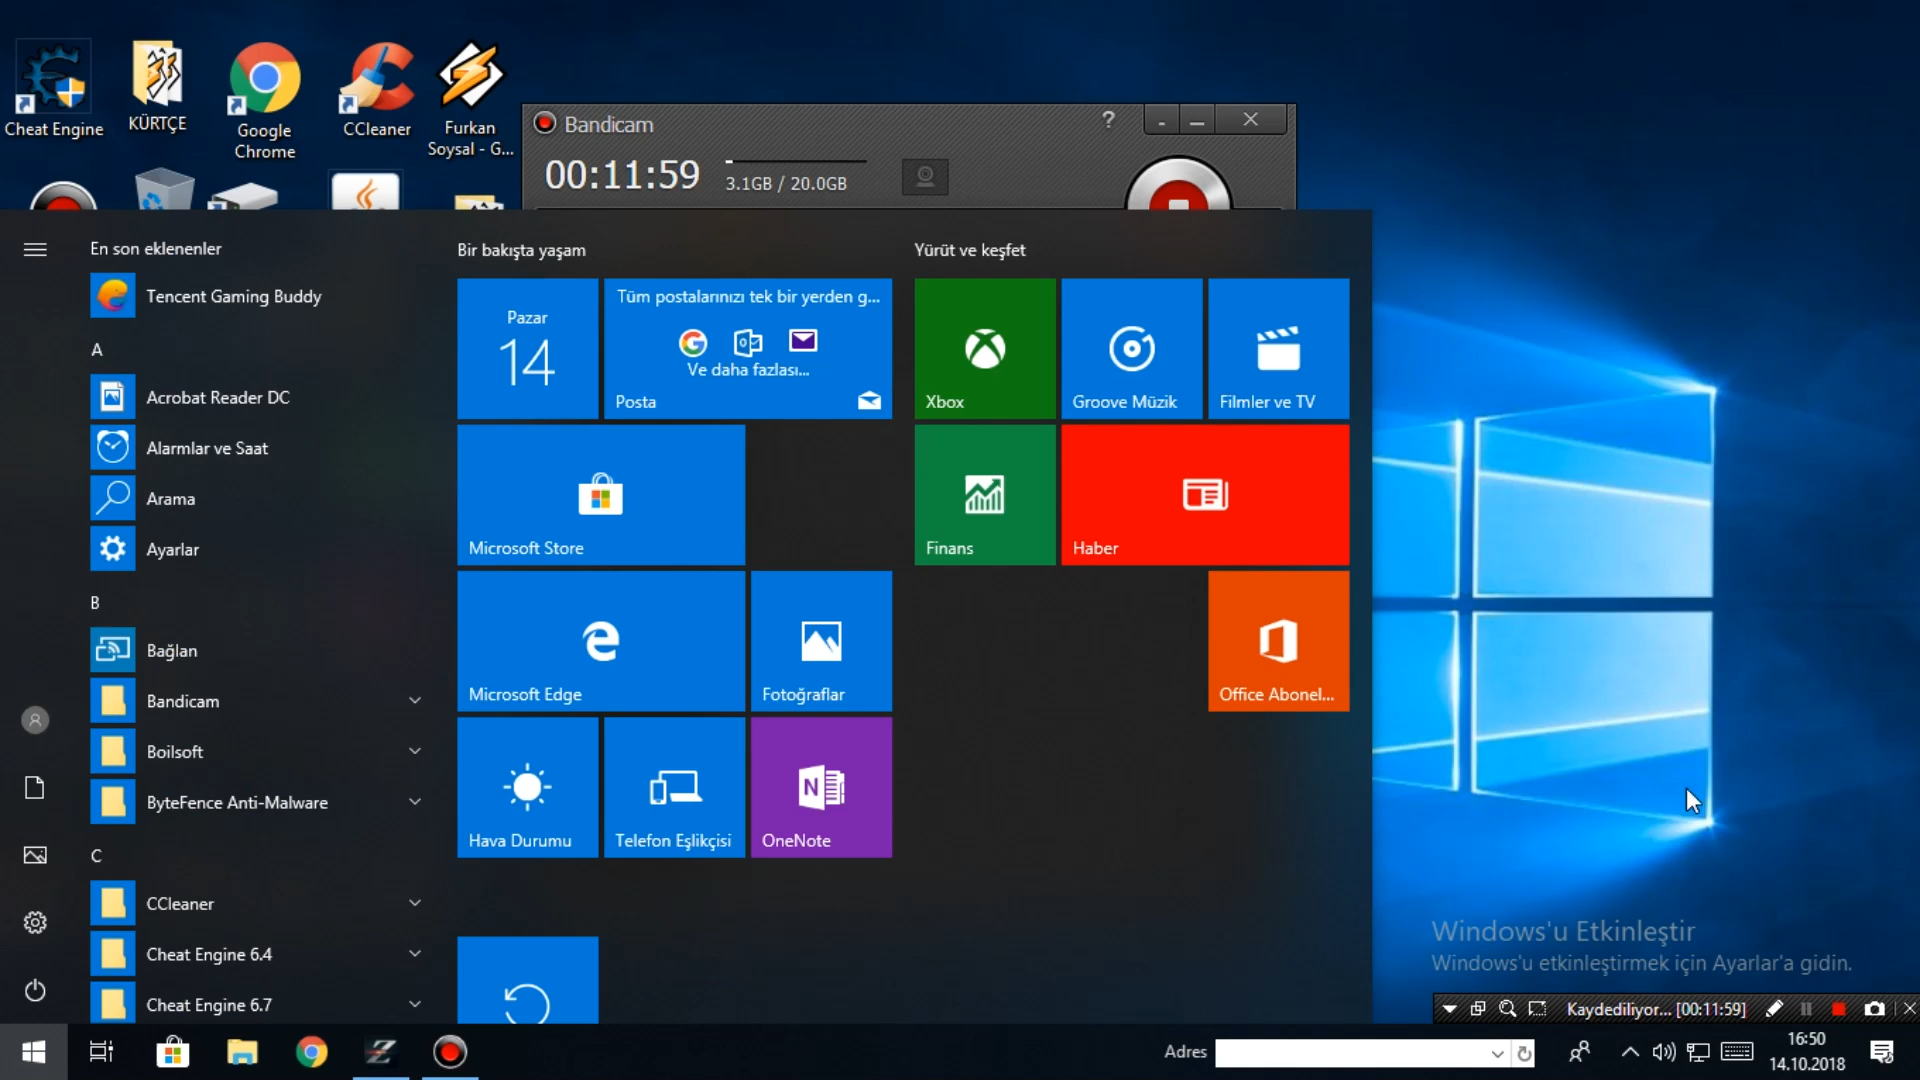 Cheat Engine
KÜRTÇE
Google
Chrome
CCleaner
Furkan
Soysal - G...
Bandicam
?
00:11:59
3.1GB / 20.0GB
En son eklenenler
Tencent Gaming Buddy
A
Acrobat Reader DC
Alarmlar ve Saat
Arama
Ayarlar
B
Bağlan
Bandicam
Boilsoft
ByteFence Anti-Malware
C
CCleaner
Cheat Engine 6.4
Cheat Engine 6.7
Bir bakışta yaşam
Pazar
14
Tüm postalarınızı tek bir yerden g...
Ve daha fazlası...
Posta
Microsoft Store
Microsoft Edge
Fotoğraflar
Hava Durumu
Telefon Eşlikçisi
OneNote
Yürüt ve keşfet
Xbox
Groove Müzik
Filmler ve TV
Finans
Haber
Office Abonel...
Windows'u Etkinleştir
Windows'u etkinleştirmek için Ayarlar'a gidin.
Kaydediliyor... [00:11:59]
Adres
16:50
14.10.2018